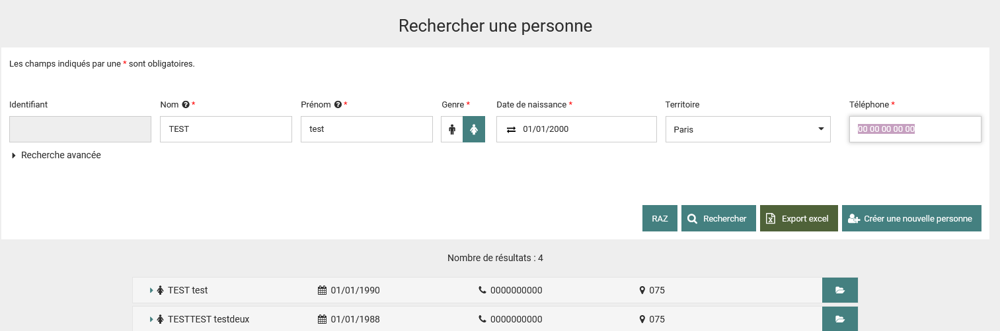 Rechercher une personne
Les champs indiqués par une * sont obligatoires.
Identifiant Nom ? * Prénom ? * Genre * Date de naissance * Territoire Téléphone *
TEST test 01/01/2000 Paris 00 00 00 00 00
Recherche avancée
RAZ Rechercher Export excel Créer une nouvelle personne
Nombre de résultats : 4
TEST test 01/01/1990 0000000000 075
TESTTEST testdeux 01/01/1988 0000000000 075